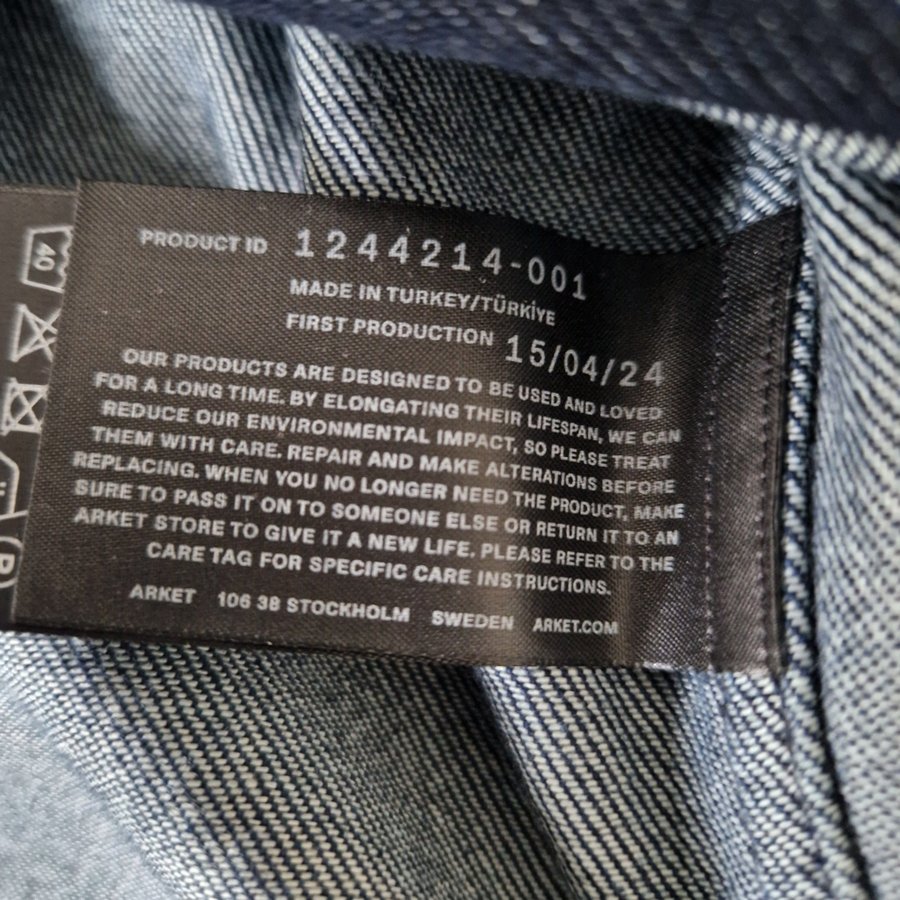 PRODUCT ID 1244214-001
MADE IN TURKEY/TÜRKİYE
FIRST PRODUCTION 15/04/24
OUR PRODUCTS ARE DESIGNED TO BE USED AND LOVED
FOR A LONG TIME. BY ELONGATING THEIR LIFESPAN, WE CAN
REDUCE OUR ENVIRONMENTAL IMPACT, SO PLEASE TREAT
THEM WITH CARE. REPAIR AND MAKE ALTERATIONS BEFORE
REPLACING. WHEN YOU NO LONGER NEED THE PRODUCT, MAKE
SURE TO PASS IT ON TO SOMEONE ELSE OR RETURN IT TO AN
ARKET STORE TO GIVE IT A NEW LIFE. PLEASE REFER TO THE
CARE TAG FOR SPECIFIC CARE INSTRUCTIONS.
ARKET 106 38 STOCKHOLM SWEDEN ARKET.COM
40
P